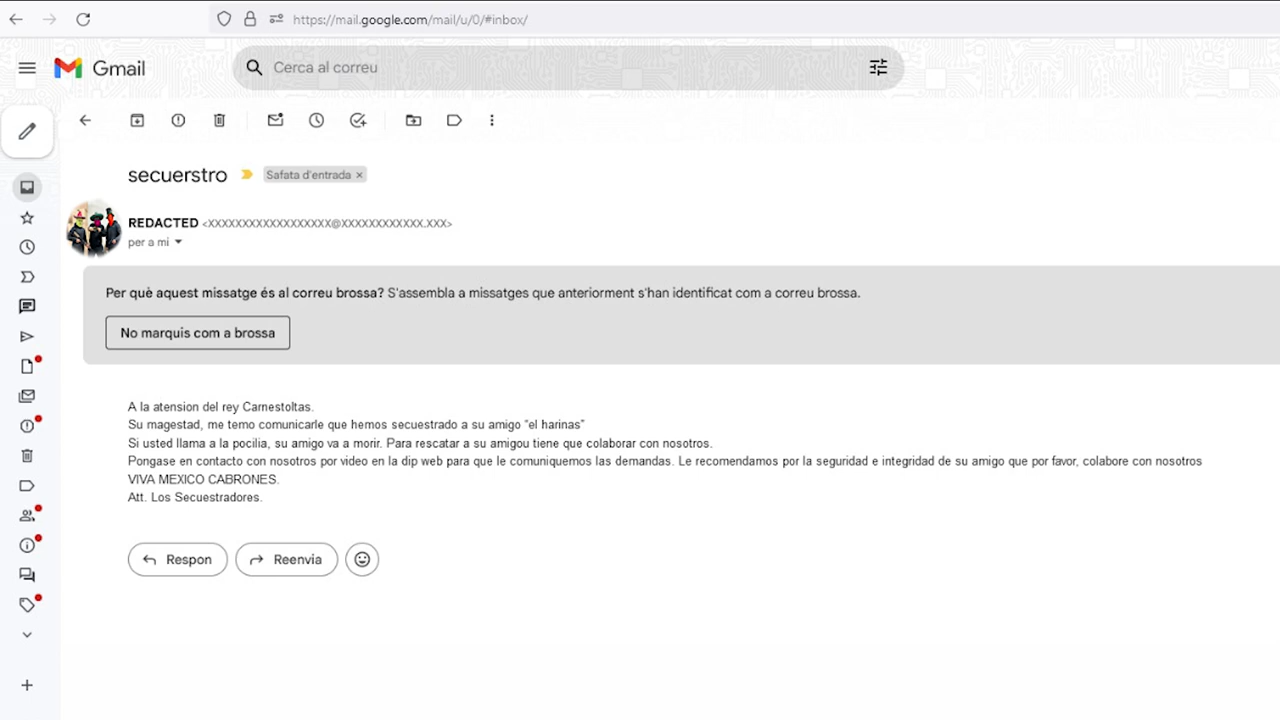 https://mail.google.com/mail/u/0/#inbox/
Gmail
Cerca al correu
secuerstro
Safata d'entrada ×
REDACTED <XXXXXXXXXXXXXXXXXX@XXXXXXXXXXXX.XXX>
per a mi
Per què aquest missatge és al correu brossa? S'assembla a missatges que anteriorment s'han identificat com a correu brossa.
No marquis com a brossa
A la atension del rey Carnestoltas.
Su magestad, me temo comunicarle que hemos secuestrado a su amigo "el harinas"
Si usted llama a la pocilia, su amigo va a morir. Para rescatar a su amigou tiene que colaborar con nosotros.
Pongase en contacto con nosotros por video en la dip web para que le comuniquemos las demandas. Le recomendamos por la seguridad e integridad de su amigo que por favor, colabore con nosotros
VIVA MEXICO CABRONES.
Att. Los Secuestradores.
Respon
Reenvia